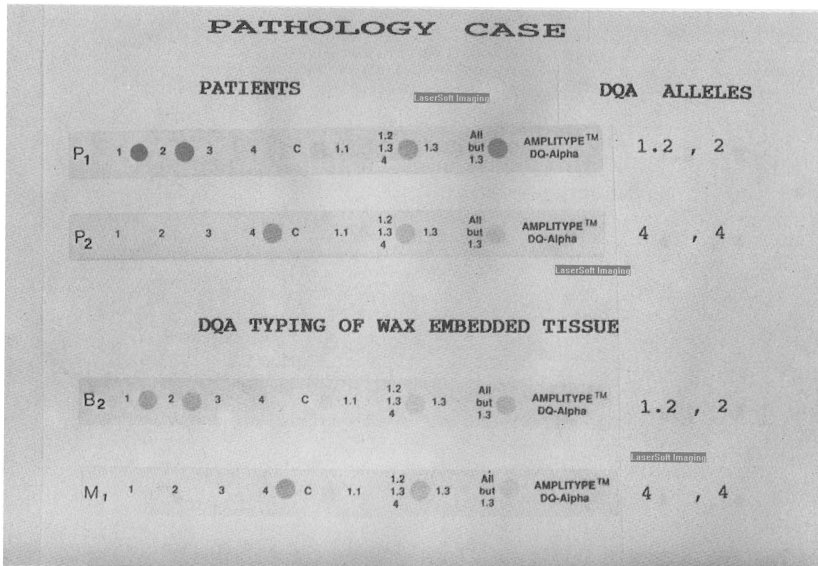 PATHOLOGY CASE
PATIENTS
LaserSoft Imaging
DQA ALLELES
P1 1 2 3 4 C 1.1 1.2 1.3 4 1.3 All but 1.3 AMPLITYPE™ DQ-Alpha 1.2 , 2
P2 1 2 3 4 C 1.1 1.2 1.3 4 1.3 All but 1.3 AMPLITYPE™ DQ-Alpha 4 , 4
LaserSoft Imaging
DQA TYPING OF WAX EMBEDDED TISSUE
B2 1 2 3 4 C 1.1 1.2 1.3 4 1.3 All but 1.3 AMPLITYPE™ DQ-Alpha 1.2 , 2
LaserSoft Imaging
M1 1 2 3 4 C 1.1 1.2 1.3 4 1.3 All but 1.3 AMPLITYPE™ DQ-Alpha 4 , 4